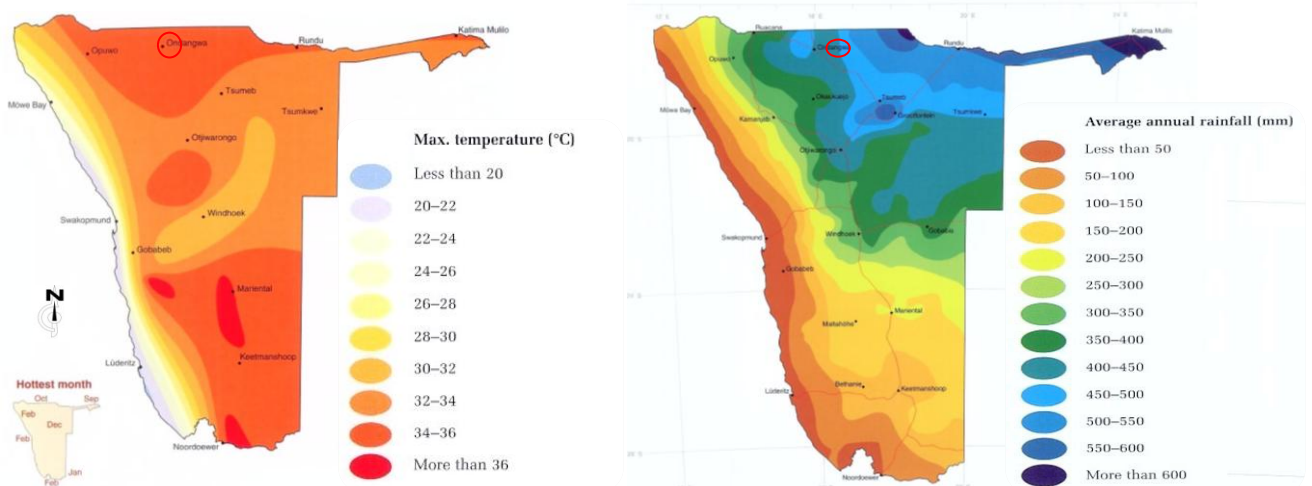 Katima Mulilo
Ondangwa
Opuwo
Rundu
Tsumeb
Möwe Bay
Tsumkwe
Otjiwarongo
Swakopmund
Windhoek
Gobabeb
N
Mariental
Lüderitz
Keetmanshoop
Noordoewer
Hottest month
Oct
Sep
Feb
Dec
Feb
Jan
Feb
Max. temperature (°C)
Less than 20
20–22
22–24
24–26
26–28
28–30
30–32
32–34
34–36
More than 36
Ruacana
Katima Mulilo
Ondangwa
Rundu
Opuwo
Okaukuejo
Tsumeb
Möwe Bay
Kamanjab
Grootfontein
Tsumkwe
Otjiwarongo
Swakopmund
Windhoek
Gobabis
Gobabeb
Mariental
Maltahöhe
Bethanie
Lüderitz
Keetmanshoop
Noordoewer
Average annual rainfall (mm)
Less than 50
50–100
100–150
150–200
200–250
250–300
300–350
350–400
400–450
450–500
500–550
550–600
More than 600